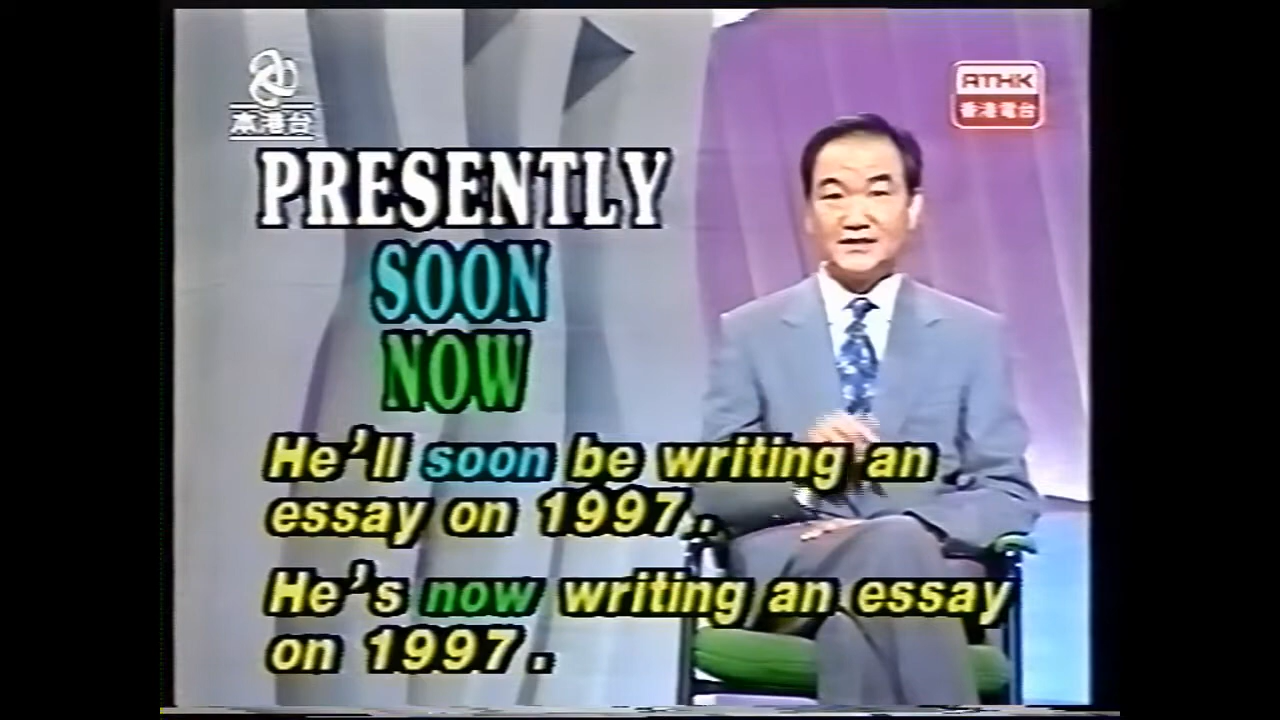 本港台
RTHK
香港電台
PRESENTLY
SOON
NOW
He'll soon be writing an
essay on 1997..
He's now writing an essay
on 1997.